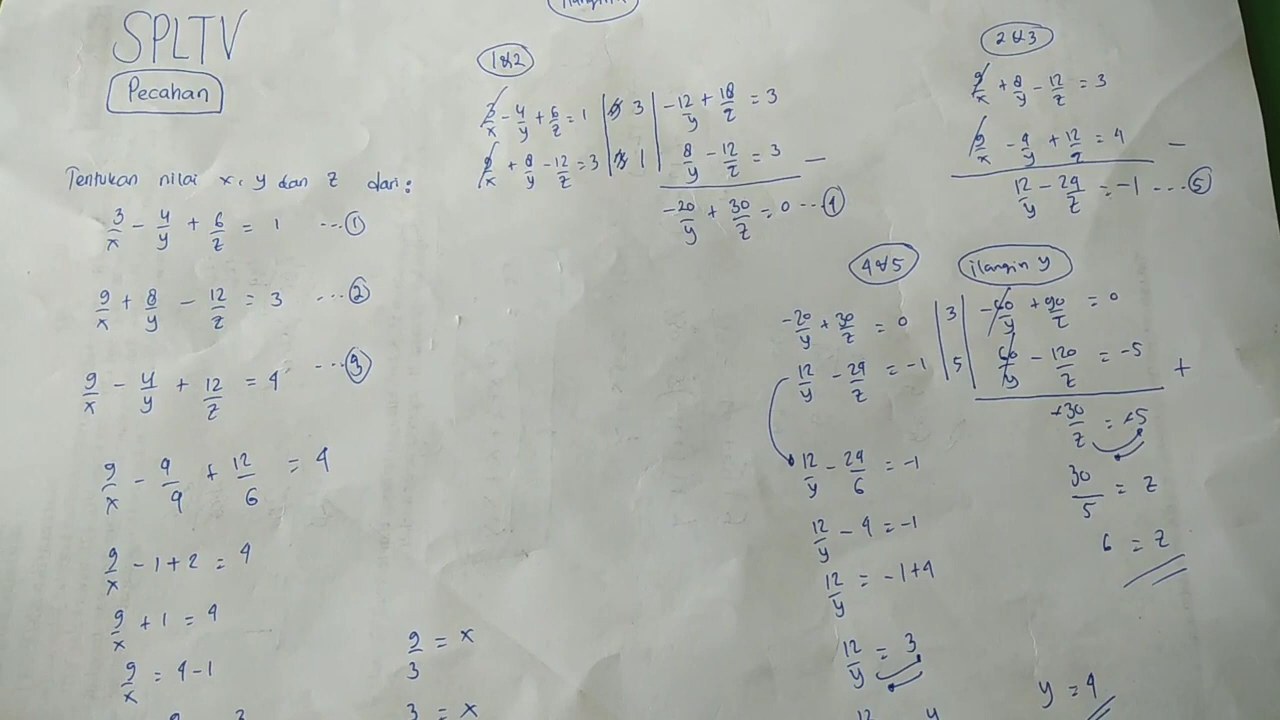 SPLTV
Pecahan
Tentukan nilai x, y dan z dari:
3/x - 4/y + 6/z = 1 ...①
9/x + 8/y - 12/z = 3 ...②
9/x - 4/y + 12/z = 4 ...③
9/x - 4/4 + 12/6 = 4
9/x - 1 + 2 = 4
9/x + 1 = 4
9/x = 4 - 1
9/3 = x
3 = x
1&2
3/x - 4/y + 6/z = 1 | 3 | -12/y + 18/z = 3
9/x + 8/y - 12/z = 3 | 1 | 8/y - 12/z = 3 -
-20/y + 30/z = 0 ...④
2&3
9/x + 8/y - 12/z = 3
9/x - 4/y + 12/z = 4 -
12/y - 24/z = -1 ...⑤
4&5
ilangin y
-20/y + 30/z = 0 | 3 | -60/y + 90/z = 0
12/y - 24/z = -1 | 5 | 60/y - 120/z = -5 +
+30/z = +5
30/5 = z
6 = z
12/y - 24/6 = -1
12/y - 4 = -1
12/y = -1+4
12/y = 3
y = 4